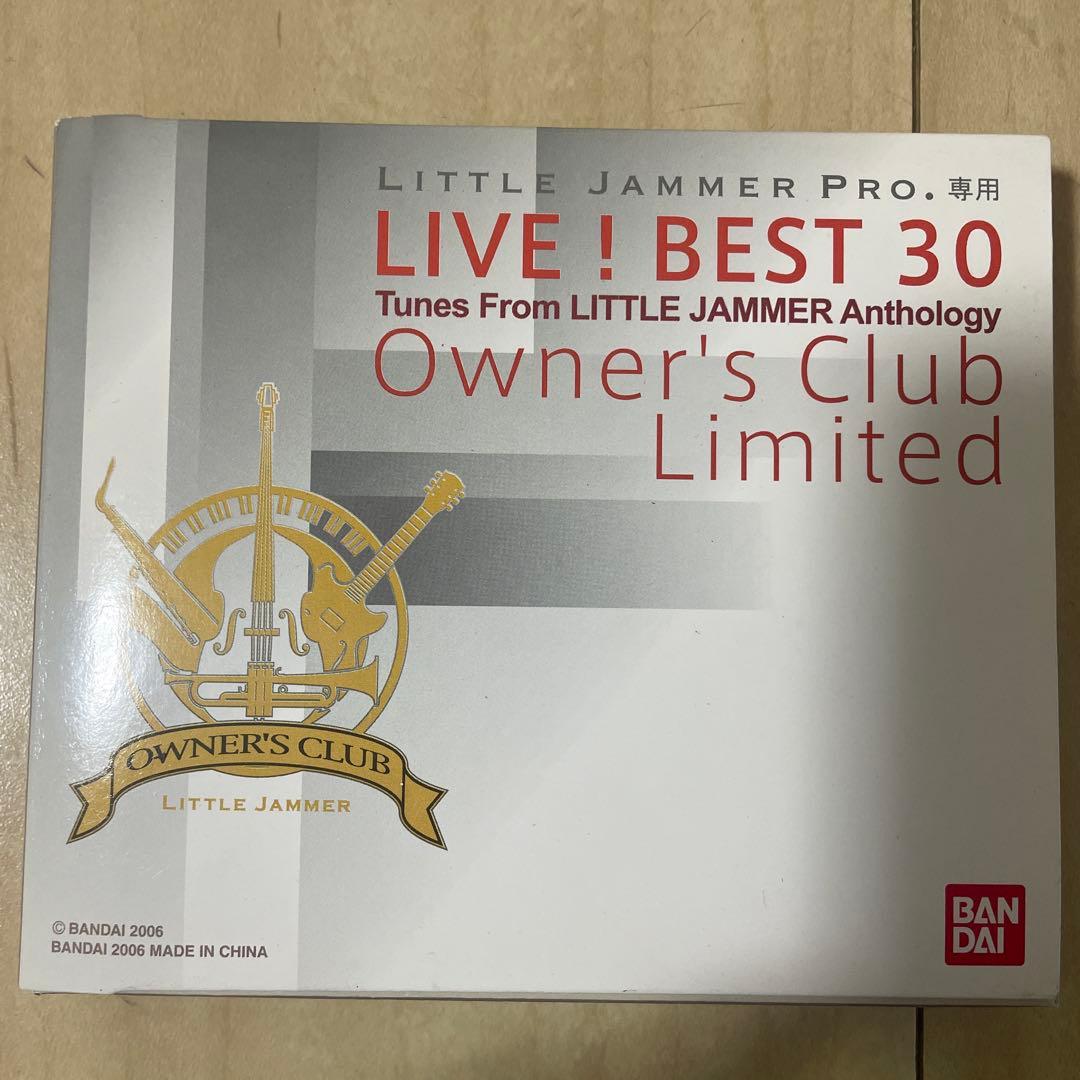 LITTLE JAMMER PRO. 専用
LIVE ! BEST 30
Tunes From LITTLE JAMMER Anthology
Owner's Club
Limited
OWNER'S CLUB
LITTLE JAMMER
© BANDAI 2006
BANDAI 2006 MADE IN CHINA
BAN
DAI